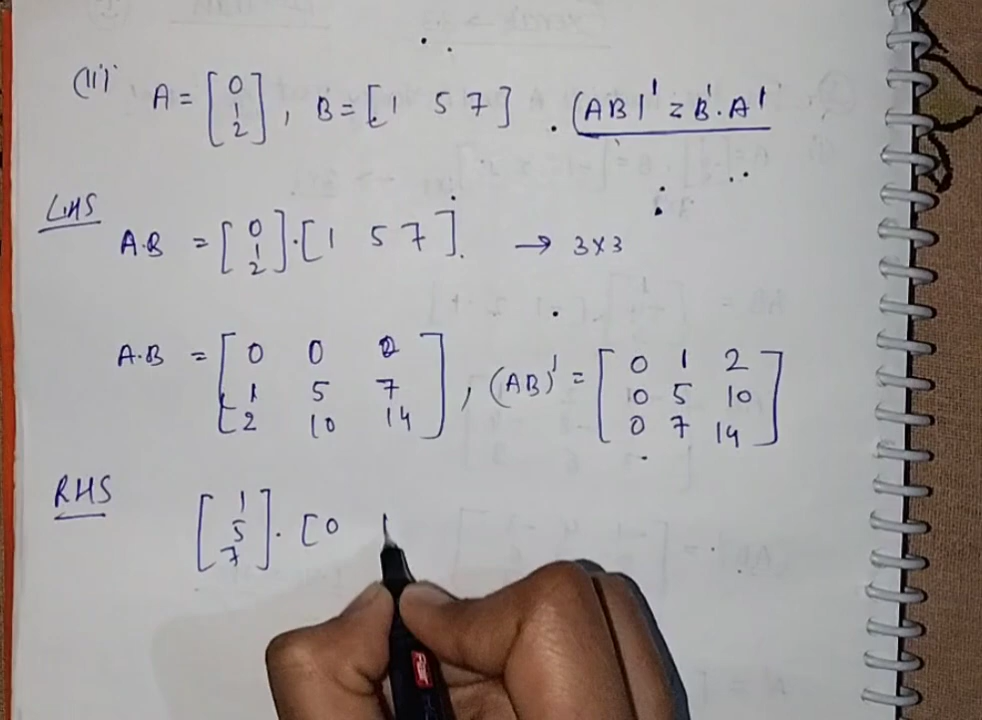 (ii) A = [0 1 2], B = [1 5 7] . (AB)' = B'.A'
LHS
A.B = [0 1 2].[1 5 7]. → 3×3
A.B = [0 0 0
1 5 7
2 10 14], (AB)' = [0 1 2
0 5 10
0 7 14]
RHS
[1 5 7]. [0 1